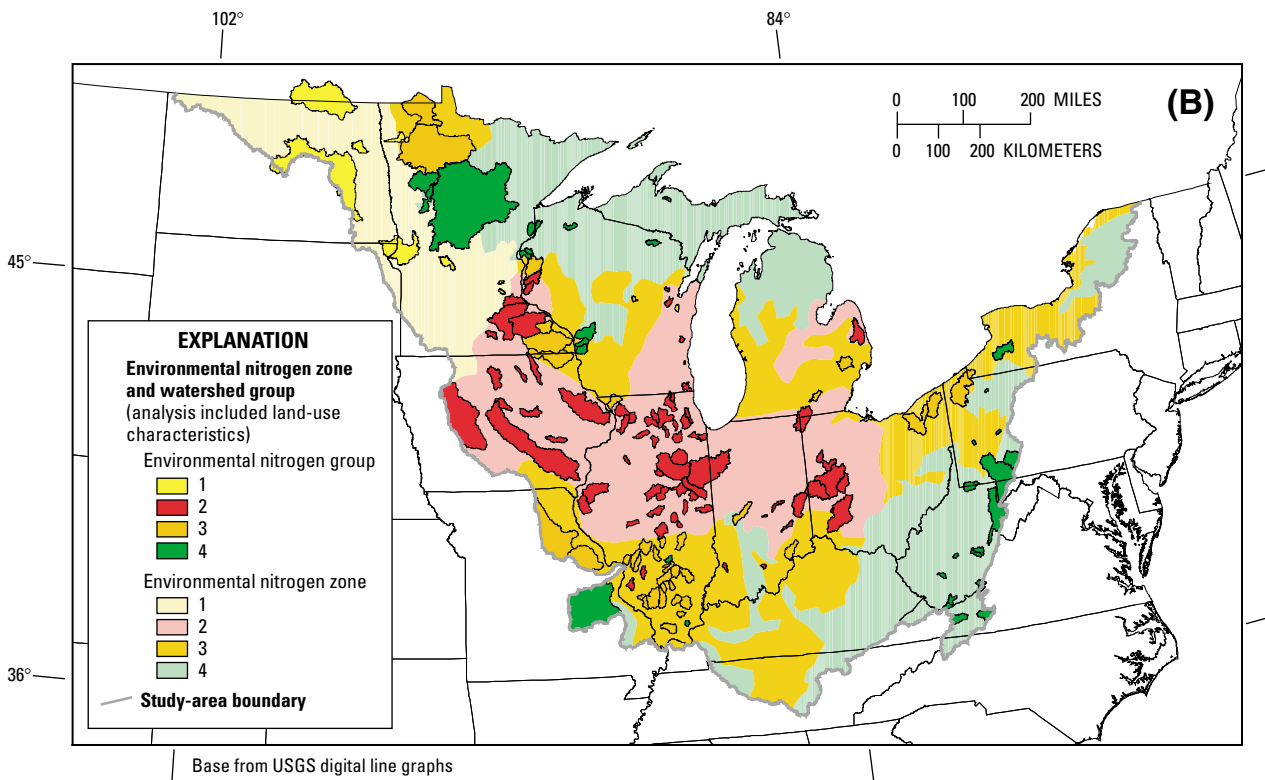 102°
84°
0 100 200 MILES
0 100 200 KILOMETERS
(B)
45°
36°
EXPLANATION
Environmental nitrogen zone
and watershed group
(analysis included land-use
characteristics)
Environmental nitrogen group
1
2
3
4
Environmental nitrogen zone
1
2
3
4
Study-area boundary
Base from USGS digital line graphs